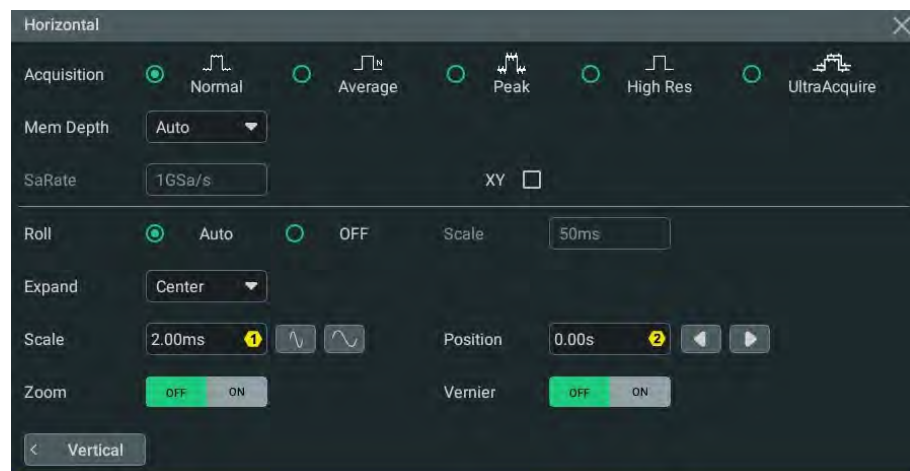 Horizontal
Acquisition Normal N Average Peak High Res UltraAcquire
Mem Depth Auto
SaRate 1GSa/s XY
Roll Auto OFF Scale 50ms
Expand Center
Scale 2.00ms 1 Position 0.00s 2
Zoom OFF ON Vernier OFF ON
< Vertical